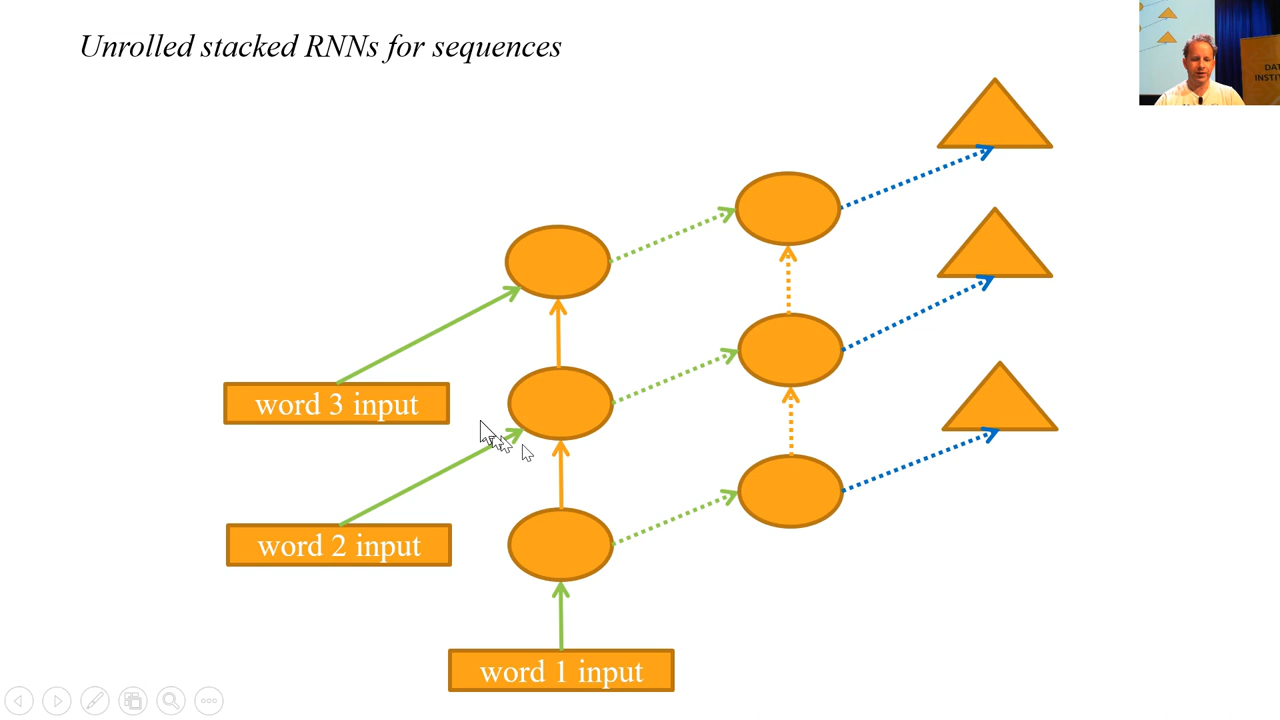 Unrolled stacked RNNs for sequences
word 3 input
word 2 input
word 1 input